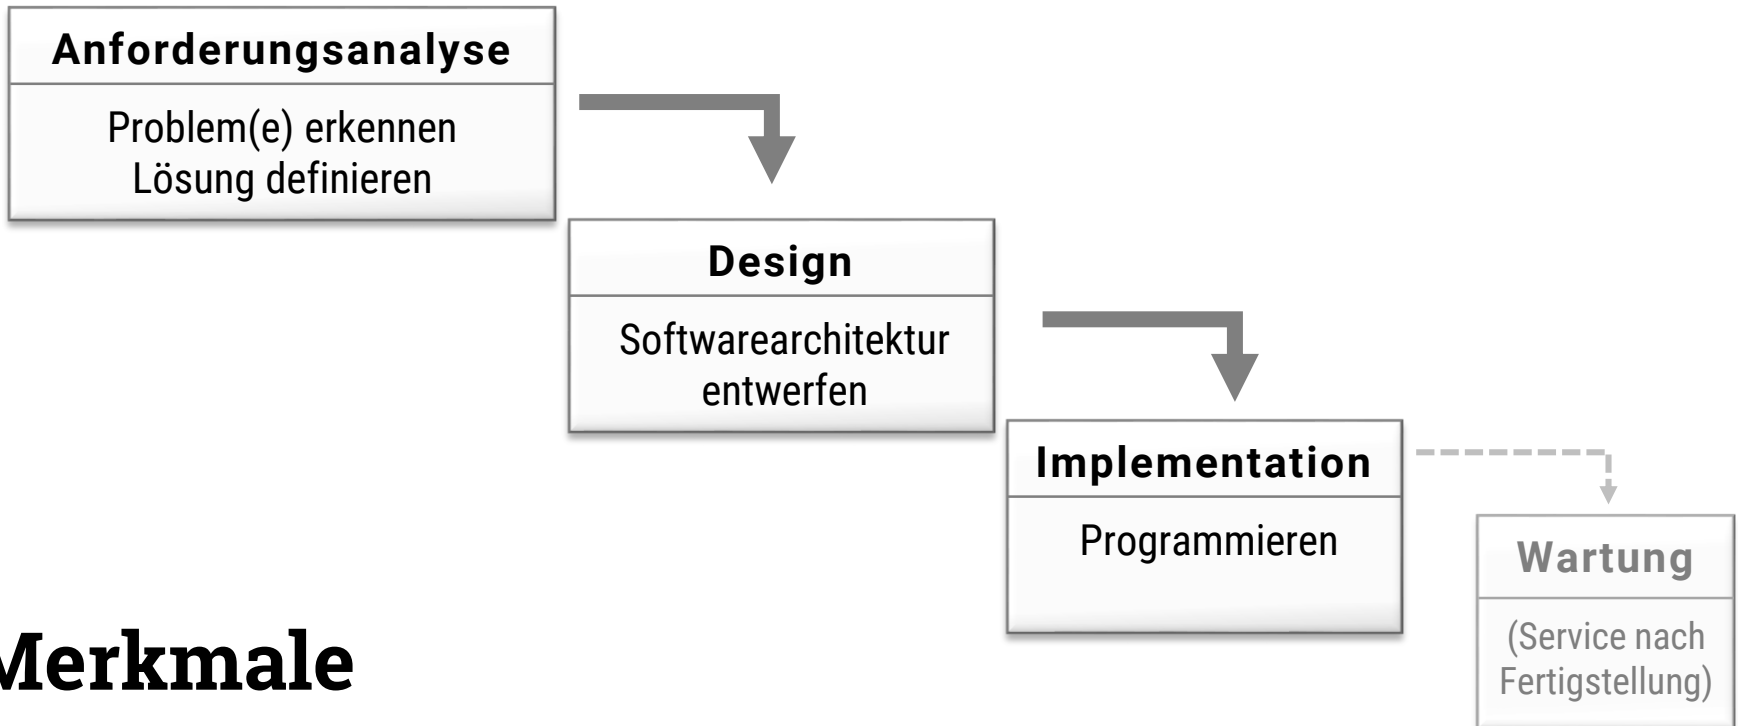 Anforderungsanalyse
Problem(e) erkennen
Lösung definieren
Design
Softwarearchitektur
entwerfen
Implementation
Programmieren
Wartung
(Service nach
Fertigstellung)
Merkmale